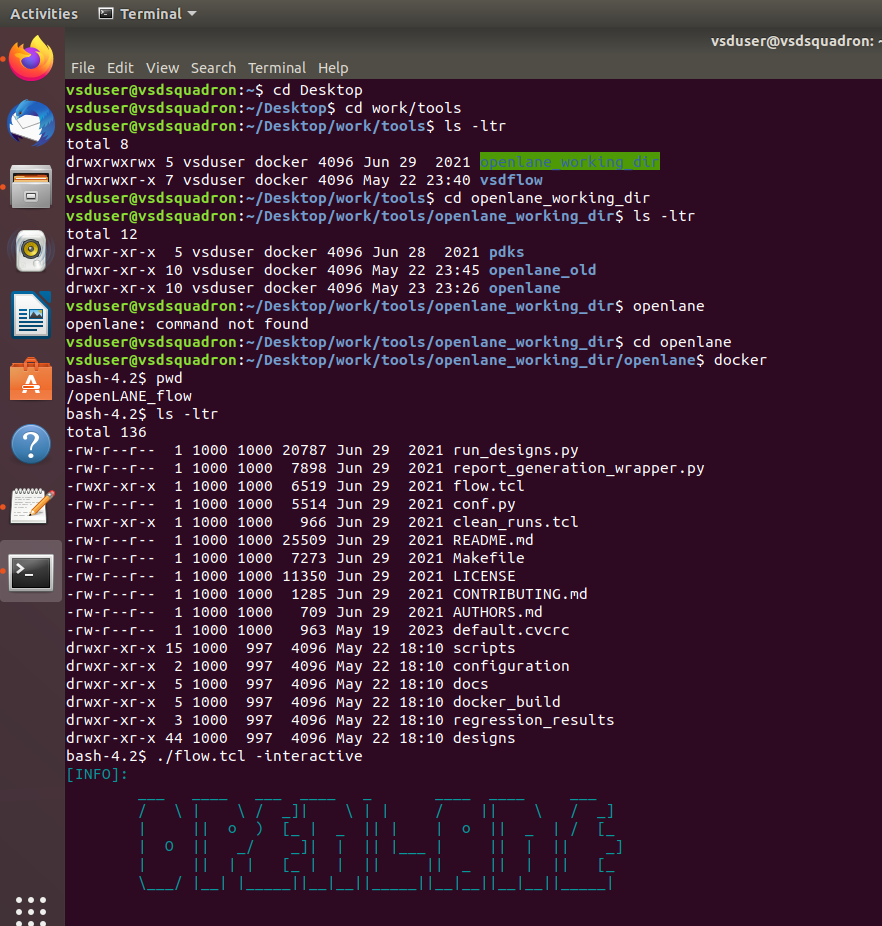 Activities Terminal
vsduser@vsdsquadron: ~
File Edit View Search Terminal Help
vsduser@vsdsquadron:~$ cd Desktop
vsduser@vsdsquadron:~/Desktop$ cd work/tools
vsduser@vsdsquadron:~/Desktop/work/tools$ ls -ltr
total 8
drwxrwxrwx 5 vsduser docker 4096 Jun 29  2021 openlane_working_dir
drwxrwxr-x 7 vsduser docker 4096 May 22 23:40 vsdflow
vsduser@vsdsquadron:~/Desktop/work/tools$ cd openlane_working_dir
vsduser@vsdsquadron:~/Desktop/work/tools/openlane_working_dir$ ls -ltr
total 12
drwxr-xr-x  5 vsduser docker 4096 Jun 28  2021 pdks
drwxr-xr-x 10 vsduser docker 4096 May 22 23:45 openlane_old
drwxr-xr-x 10 vsduser docker 4096 May 23 23:26 openlane
vsduser@vsdsquadron:~/Desktop/work/tools/openlane_working_dir$ openlane
openlane: command not found
vsduser@vsdsquadron:~/Desktop/work/tools/openlane_working_dir$ cd openlane
vsduser@vsdsquadron:~/Desktop/work/tools/openlane_working_dir/openlane$ docker
bash-4.2$ pwd
/openLANE_flow
bash-4.2$ ls -ltr
total 136
-rw-r--r--  1 1000 1000 20787 Jun 29  2021 run_designs.py
-rw-r--r--  1 1000 1000  7898 Jun 29  2021 report_generation_wrapper.py
-rwxr-xr-x  1 1000 1000  6519 Jun 29  2021 flow.tcl
-rw-r--r--  1 1000 1000  5514 Jun 29  2021 conf.py
-rwxr-xr-x  1 1000 1000   966 Jun 29  2021 clean_runs.tcl
-rw-r--r--  1 1000 1000 25509 Jun 29  2021 README.md
-rw-r--r--  1 1000 1000  7273 Jun 29  2021 Makefile
-rw-r--r--  1 1000 1000 11350 Jun 29  2021 LICENSE
-rw-r--r--  1 1000 1000  1285 Jun 29  2021 CONTRIBUTING.md
-rw-r--r--  1 1000 1000   709 Jun 29  2021 AUTHORS.md
-rw-r--r--  1 1000 1000   963 May 19  2023 default.cvcrc
drwxr-xr-x 15 1000  997  4096 May 22 18:10 scripts
drwxr-xr-x  2 1000  997  4096 May 22 18:10 configuration
drwxr-xr-x  5 1000  997  4096 May 22 18:10 docs
drwxr-xr-x  5 1000  997  4096 May 22 18:10 docker_build
drwxr-xr-x  3 1000  997  4096 May 22 18:10 regression_results
drwxr-xr-x 44 1000  997  4096 May 22 18:10 designs
bash-4.2$ ./flow.tcl -interactive
[INFO]:
OPENLANE